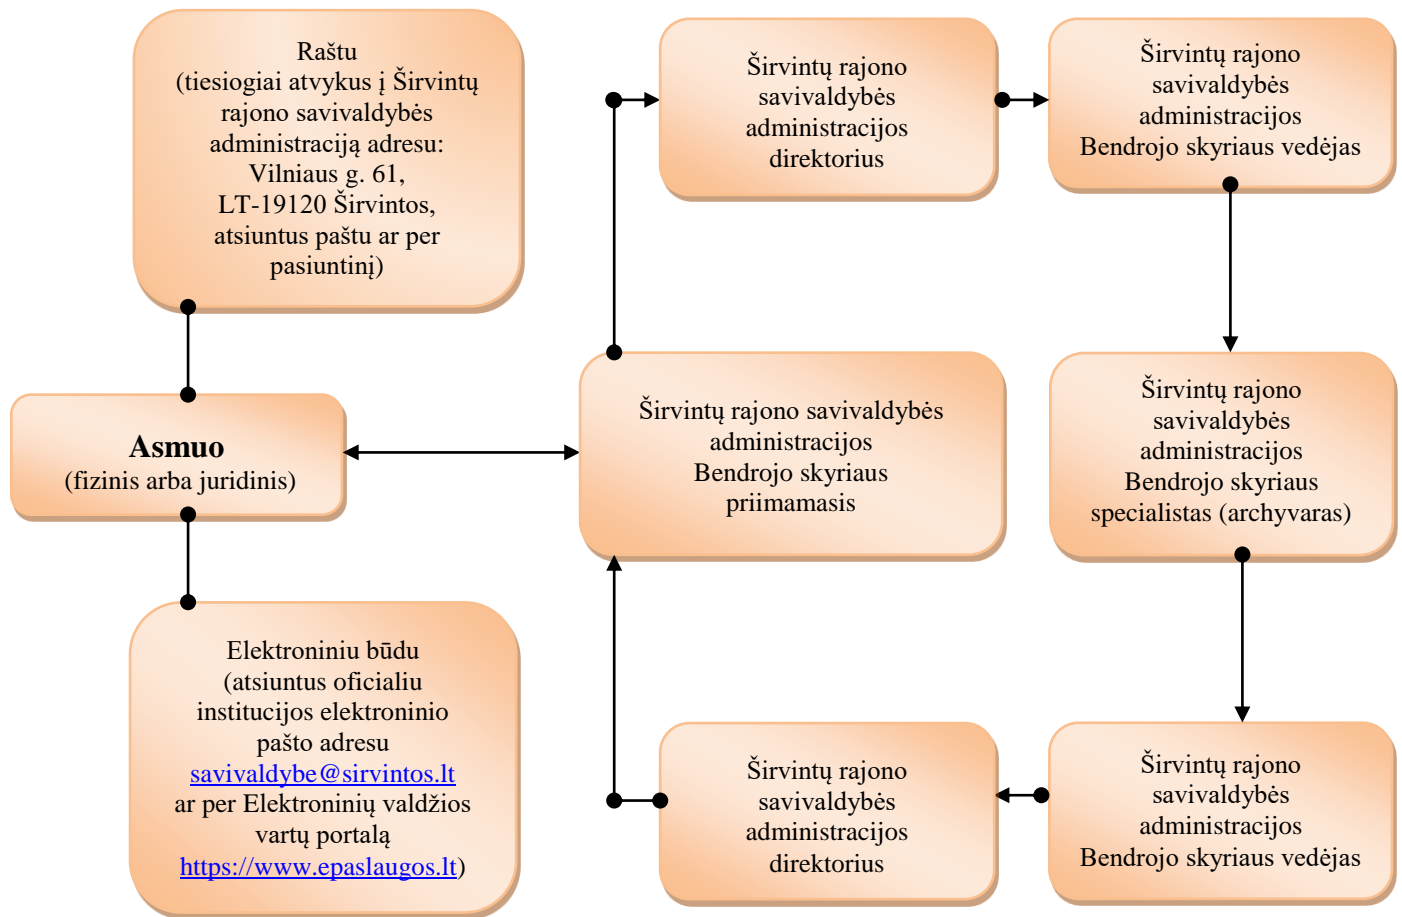 Raštu
(tiesiogiai atvykus į Širvintų
rajono savivaldybės
administraciją adresu:
Vilniaus g. 61,
LT-19120 Širvintos,
atsiuntus paštu ar per
pasiuntinį)
Asmuo
(fizinis arba juridinis)
Elektroniniu būdu
(atsiuntus oficialiu
institucijos elektroninio
pašto adresu
savivaldybe@sirvintos.lt
ar per Elektroninių valdžios
vartų portalą
https://www.epaslaugos.lt)
Širvintų rajono savivaldybės
administracijos
Bendrojo skyriaus
priimamasis
Širvintų rajono
savivaldybės
administracijos
direktorius
Širvintų rajono
savivaldybės
administracijos
Bendrojo skyriaus vedėjas
Širvintų rajono
savivaldybės
administracijos
Bendrojo skyriaus
specialistas (archyvaras)
Širvintų rajono
savivaldybės
administracijos
Bendrojo skyriaus vedėjas
Širvintų rajono
savivaldybės
administracijos
direktorius